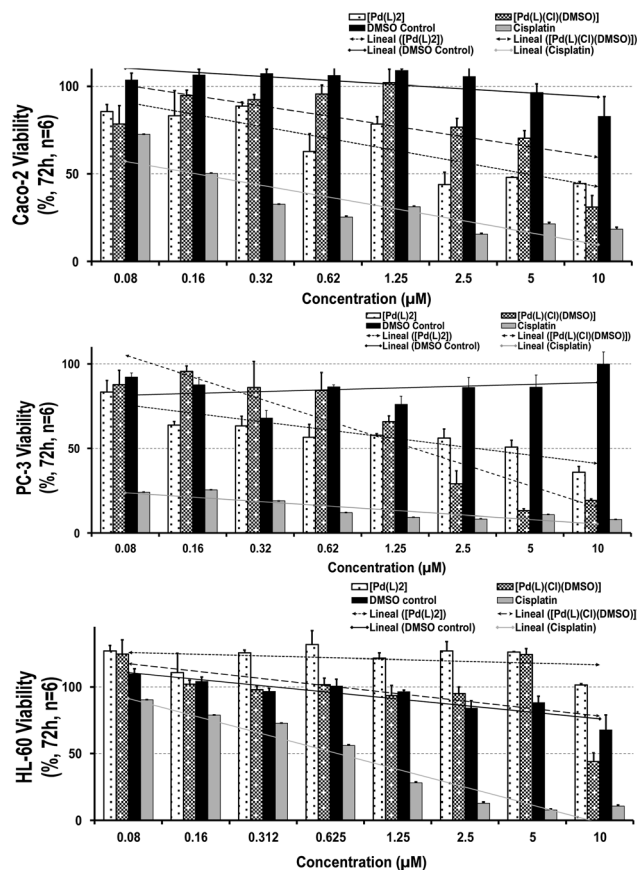 [Pd(L)2] [Pd(L)(Cl)(DMSO)]
DMSO Control Cisplatin
Lineal ([Pd(L)2]) Lineal ([Pd(L)(Cl)(DMSO)])
Lineal (DMSO Control) Lineal (Cisplatin)
Caco-2 Viability
(%, 72h, n=6)
100
50
0
0.08 0.16 0.32 0.62 1.25 2.5 5 10
Concentration (µM)
[Pd(L)2] [Pd(L)(Cl)(DMSO)]
DMSO Control Cisplatin
Lineal ([Pd(L)2]) Lineal ([Pd(L)(Cl)(DMSO)]
Lineal (DMSO Control) Lineal (Cisplatin)
PC-3 Viability
(%, 72h, n=6)
100
50
0
0.08 0.16 0.32 0.62 1.25 2.5 5 10
Concentration (µM)
[Pd(L)2] [Pd(L)(Cl)(DMSO)]
DMSO control Cisplatin
Lineal ([Pd(L)2]) Lineal ([Pd(L)(Cl)(DMSO)]
Lineal (DMSO control) Lineal (Cisplatin)
HL-60 Viability
(%, 72h, n=6)
100
50
0
0.08 0.16 0.312 0.625 1.25 2.5 5 10
Concentration (µM)